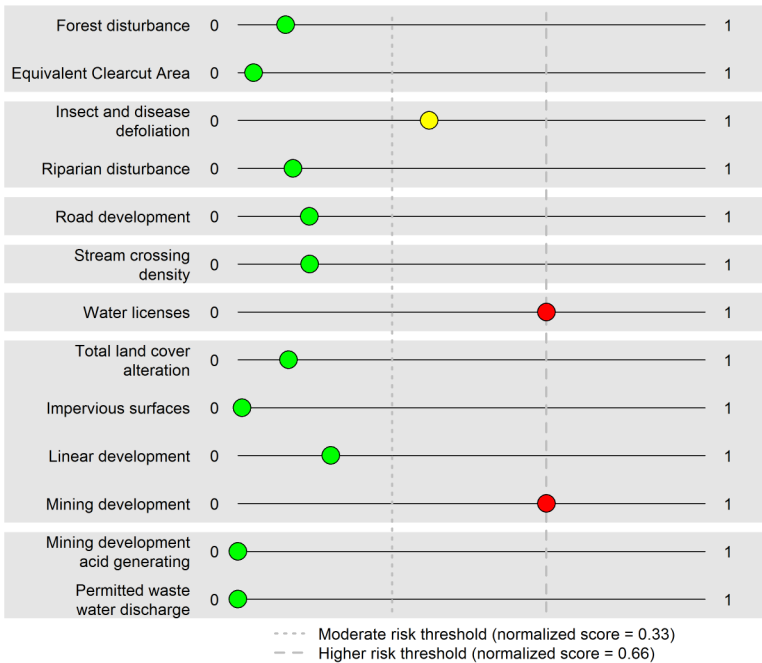 Forest disturbance 0 1
Equivalent Clearcut Area 0 1
Insect and disease
defoliation 0 1
Riparian disturbance 0 1
Road development 0 1
Stream crossing
density 0 1
Water licenses 0 1
Total land cover
alteration 0 1
Impervious surfaces 0 1
Linear development 0 1
Mining development 0 1
Mining development
acid generating 0 1
Permitted waste
water discharge 0 1
Moderate risk threshold (normalized score = 0.33)
Higher risk threshold (normalized score = 0.66)